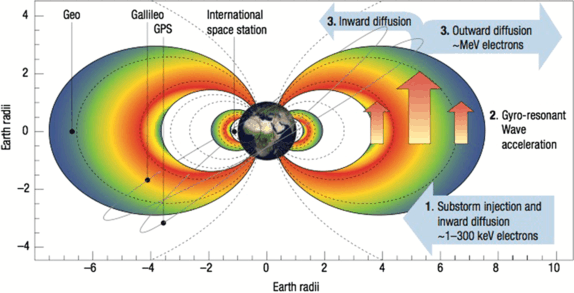 Geo
Gallileo
GPS
International
space station
3. Inward diffusion
3. Outward diffusion
~MeV electrons
2. Gyro-resonant
Wave
acceleration
1. Substorm injection and
inward diffusion
~1–300 keV electrons
Earth radii
4
2
0
−2
−4
−6 −4 −2 0 2 4 6 8 10
Earth radii